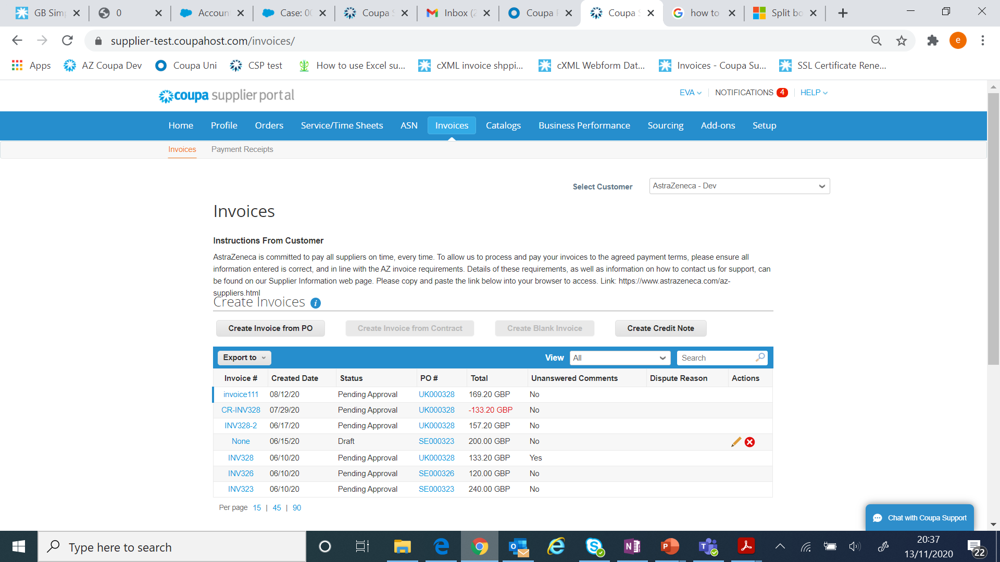 GB Sim
0
Accoun
Case: 0
Coupa S
Inbox (2
Coupa
Coupa S
how to
Split bo
supplier-test.coupahost.com/invoices/
e
Apps
AZ Coupa Dev
Coupa Uni
CSP test
How to use Excel su...
cXML invoice shppi...
cXML Webform Dat...
Invoices - Coupa Su...
SSL Certificate Rene...
coupa supplier portal
EVA
NOTIFICATIONS 4
HELP
Home Profile Orders Service/Time Sheets ASN Invoices Catalogs Business Performance Sourcing Add-ons Setup
Invoices Payment Receipts
Select Customer AstraZeneca - Dev
Invoices
Instructions From Customer
AstraZeneca is committed to pay all suppliers on time, every time. To allow us to process and pay your invoices to the agreed payment terms, please ensure all
information entered is correct, and in line with the AZ invoice requirements. Details of these requirements, as well as information on how to contact us for support, can
be found on our Supplier Information web page. Please copy and paste the link below into your browser to access. Link: https://www.astrazeneca.com/az-
suppliers.html
Create Invoices i
Create Invoice from PO Create Invoice from Contract Create Blank Invoice Create Credit Note
Export to View All Search
Invoice # Created Date Status PO # Total Unanswered Comments Dispute Reason Actions
invoice111 08/12/20 Pending Approval UK000328 169.20 GBP No
CR-INV328 07/29/20 Pending Approval UK000328 -133.20 GBP No
INV328-2 06/17/20 Pending Approval UK000328 157.20 GBP No
None 06/15/20 Draft SE000323 200.00 GBP No
INV328 06/10/20 Pending Approval UK000328 133.20 GBP Yes
INV326 06/10/20 Pending Approval SE000326 120.00 GBP No
INV323 06/10/20 Pending Approval SE000323 240.00 GBP No
Per page 15 | 45 | 90
Chat with Coupa Support
Type here to search
20:37
13/11/2020
22